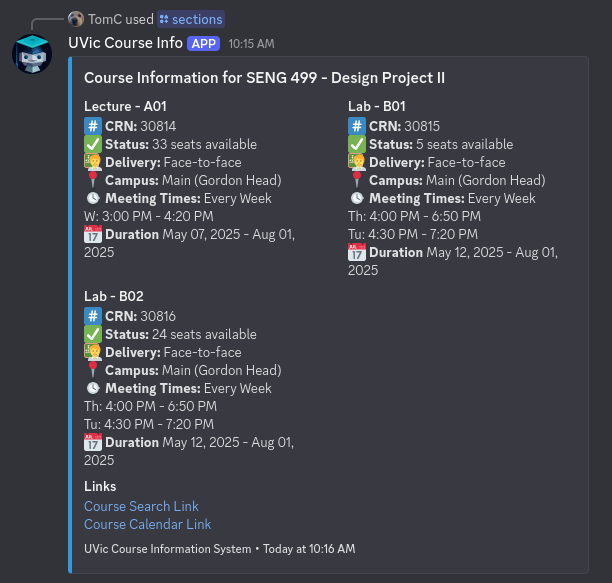 TomC used sections
UVic Course Info APP 10:15 AM
Course Information for SENG 499 - Design Project II
Lecture - A01
# CRN: 30814
Status: 33 seats available
Delivery: Face-to-face
Campus: Main (Gordon Head)
Meeting Times: Every Week
W: 3:00 PM - 4:20 PM
JUL 17 Duration May 07, 2025 - Aug 01,
2025
Lab - B01
# CRN: 30815
Status: 5 seats available
Delivery: Face-to-face
Campus: Main (Gordon Head)
Meeting Times: Every Week
Th: 4:00 PM - 6:50 PM
Tu: 4:30 PM - 7:20 PM
JUL 17 Duration May 12, 2025 - Aug 01,
2025
Lab - B02
# CRN: 30816
Status: 24 seats available
Delivery: Face-to-face
Campus: Main (Gordon Head)
Meeting Times: Every Week
Th: 4:00 PM - 6:50 PM
Tu: 4:30 PM - 7:20 PM
JUL 17 Duration May 12, 2025 - Aug 01,
2025
Links
Course Search Link
Course Calendar Link
UVic Course Information System • Today at 10:16 AM